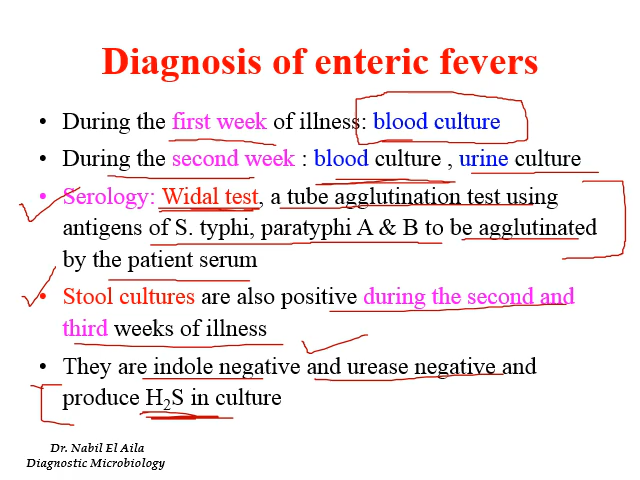 Diagnosis of enteric fevers
• During the first week of illness: blood culture
• During the second week : blood culture , urine culture
• Serology: Widal test, a tube agglutination test using
antigens of S. typhi, paratyphi A & B to be agglutinated
by the patient serum
• Stool cultures are also positive during the second and
third weeks of illness
• They are indole negative and urease negative and
produce H₂S in culture
Dr. Nabil El Aila
Diagnostic Microbiology